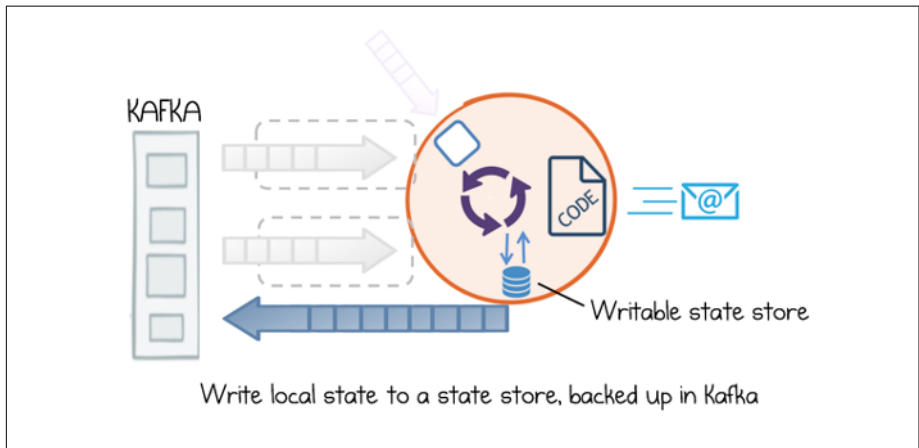 KAFKA
CODE
@
Writable state store
Write local state to a state store, backed up in Kafka